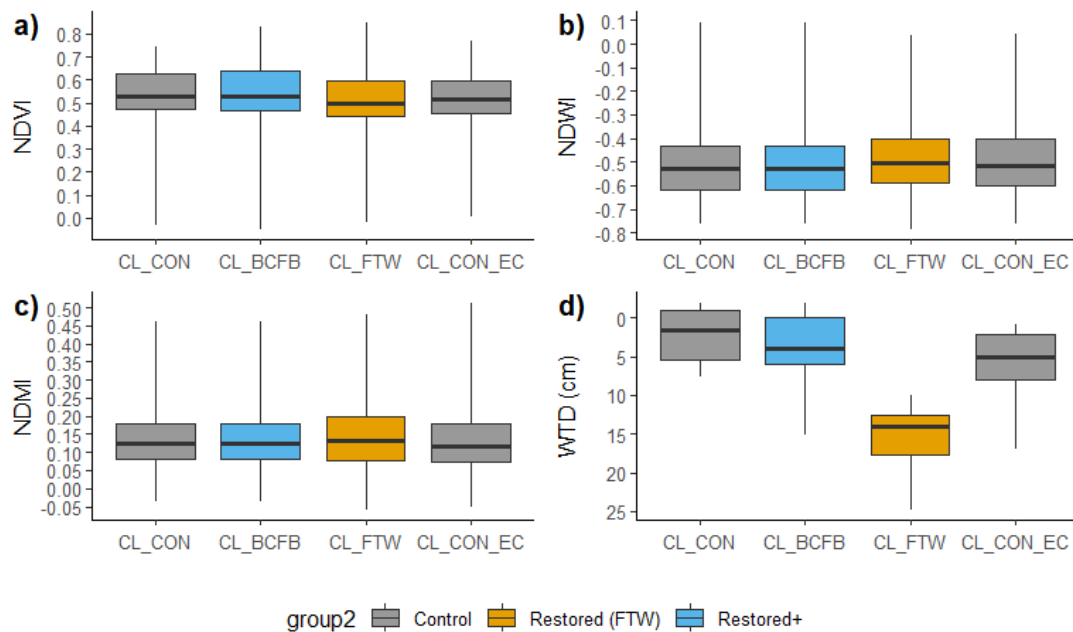 a)
NDVI
0.8
0.7
0.6
0.5
0.4
0.3
0.2
0.1
0.0
CL_CON CL_BCFB CL_FTW CL_CON_EC
b)
NDWI
0.1
0.0
-0.1
-0.2
-0.3
-0.4
-0.5
-0.6
-0.7
-0.8
CL_CON CL_BCFB CL_FTW CL_CON_EC
c)
NDMI
0.50
0.45
0.40
0.35
0.30
0.25
0.20
0.15
0.10
0.05
0.00
-0.05
CL_CON CL_BCFB CL_FTW CL_CON_EC
d)
WTD (cm)
0
5
10
15
20
25
CL_CON CL_BCFB CL_FTW CL_CON_EC
group2 Control Restored (FTW) Restored+